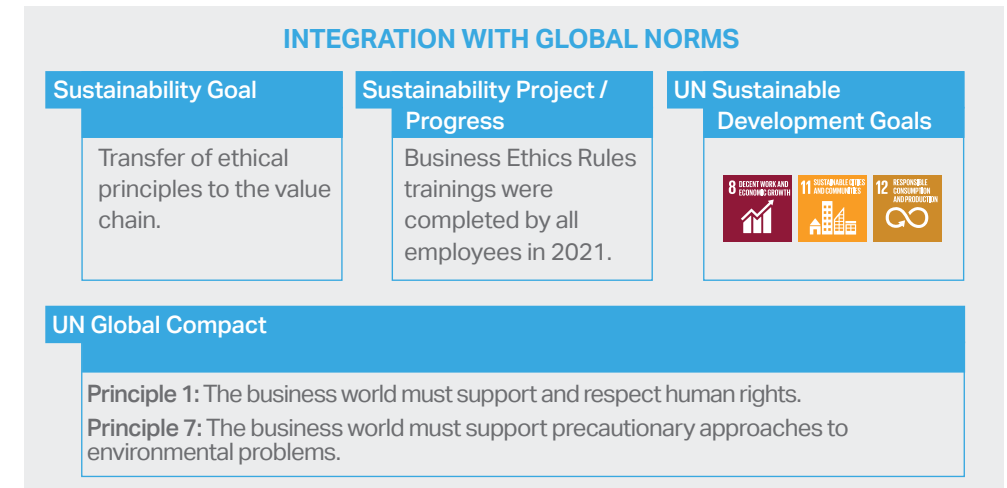 INTEGRATION WITH GLOBAL NORMS
Sustainability Goal
Transfer of ethical
principles to the value
chain.
Sustainability Project /
Progress
Business Ethics Rules
trainings were
completed by all
employees in 2021.
UN Sustainable
Development Goals
8 DECENT WORK AND
ECONOMIC GROWTH
11 SUSTAINABLE CITIES
AND COMMUNITIES
12 RESPONSIBLE
CONSUMPTION
AND PRODUCTION
UN Global Compact
Principle 1: The business world must support and respect human rights.
Principle 7: The business world must support precautionary approaches to
environmental problems.